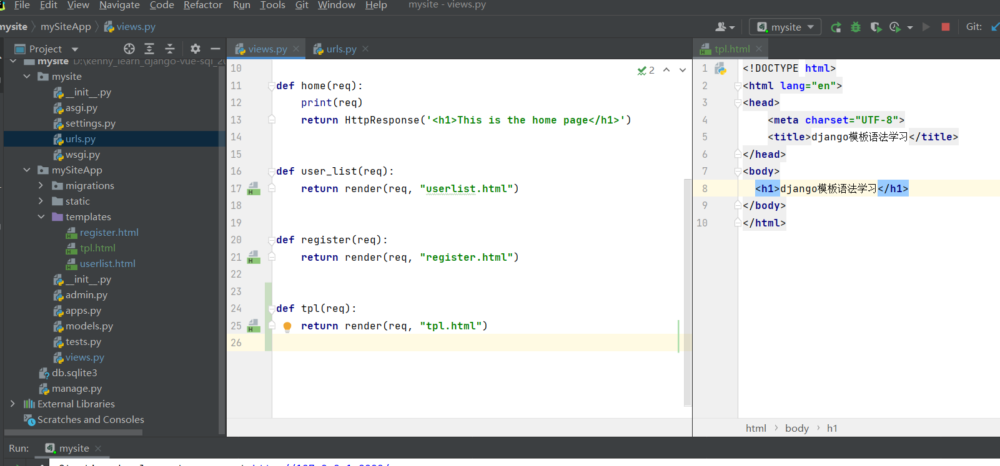 File Edit View Navigate Code Refactor Run Tools Git Window Help mysite - views.py
mysite mySiteApp views.py mysite Git:
Project views.py urls.py tpl.html
mysite D:\kenny_learn_django-vue-sql_20
mysite
__init__.py
asgi.py
settings.py
urls.py
wsgi.py
mySiteApp
migrations
static
templates
register.html
tpl.html
userlist.html
__init__.py
admin.py
apps.py
models.py
tests.py
views.py
db.sqlite3
manage.py
External Libraries
Scratches and Consoles
2
10
11 def home(req):
12 print(req)
13 return HttpResponse('<h1>This is the home page</h1>')
14
15
16 def user_list(req):
17 return render(req, "userlist.html")
18
19
20 def register(req):
21 return render(req, "register.html")
22
23
24 def tpl(req):
25 return render(req, "tpl.html")
26
1 <!DOCTYPE html>
2 <html lang="en">
3 <head>
4 <meta charset="UTF-8">
5 <title>django模板语法学习</title>
6 </head>
7 <body>
8 <h1>django模板语法学习</h1>
9 </body>
10 </html>
html body h1
Run: mysite